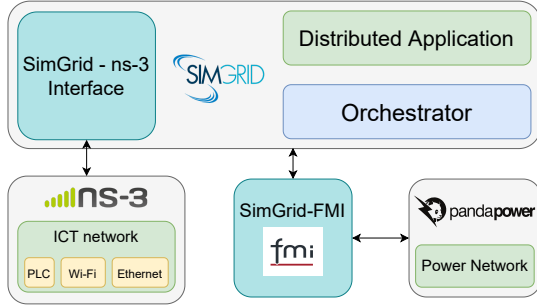 SimGrid - ns-3
Interface
SIMGRID
Distributed Application
Orchestrator
ns-3
ICT network
PLC
Wi-Fi
Ethernet
SimGrid-FMI
fmi
pandapower
Power Network